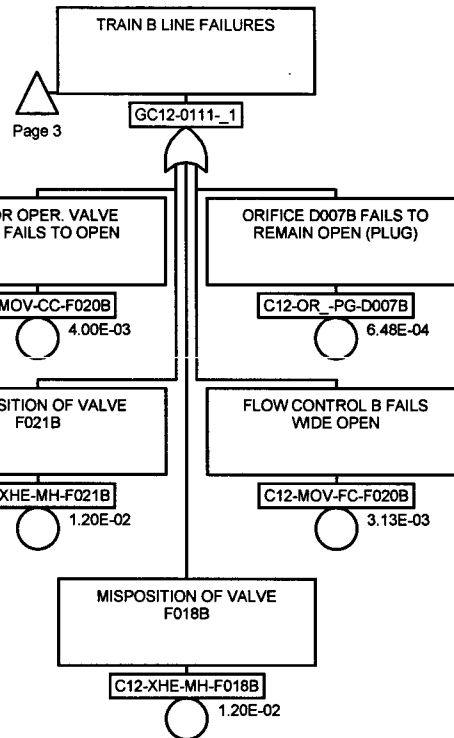 TRAIN B LINE FAILURES
Page 3
GC12-0111-_1
OR OPER. VALVE
FAILS TO OPEN
MOV-CC-F020B
4.00E-03
ORIFICE D007B FAILS TO
REMAIN OPEN (PLUG)
C12-OR_-PG-D007B
6.48E-04
SITION OF VALVE
F021B
XHE-MH-F021B
1.20E-02
FLOW CONTROL B FAILS
WIDE OPEN
C12-MOV-FC-F020B
3.13E-03
MISPOSITION OF VALVE
F018B
C12-XHE-MH-F018B
1.20E-02